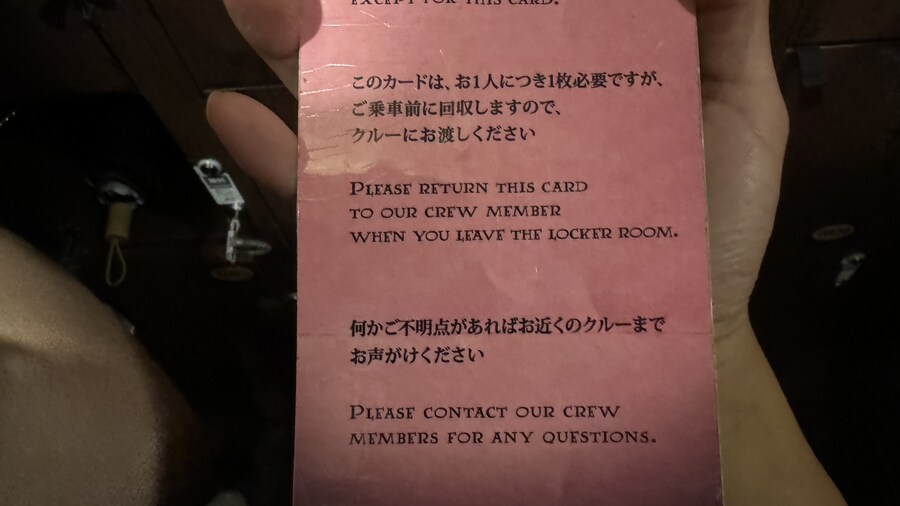 EXCEPT FOR THIS CARD.
このカードは、お1人につき1枚必要ですが、
ご乗車前に回収しますので、
クルーにお渡しください
PLEASE RETURN THIS CARD
TO OUR CREW MEMBER
WHEN YOU LEAVE THE LOCKER ROOM.
何かご不明点があればお近くのクルーまで
お声がけください
PLEASE CONTACT OUR CREW
MEMBERS FOR ANY QUESTIONS.